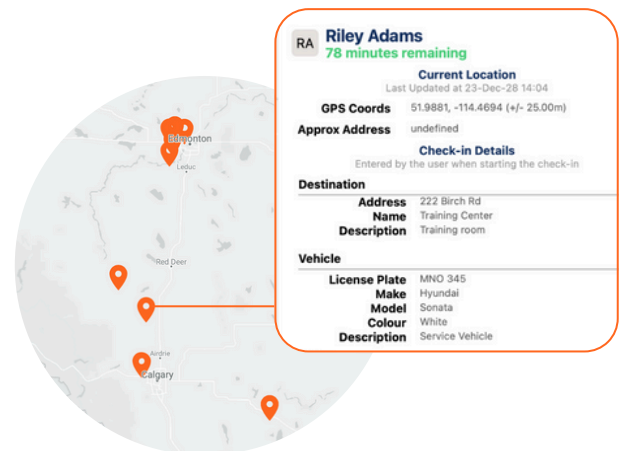 RA
Riley Adams
78 minutes remaining
Current Location
Last Updated at 23-Dec-28 14:04
GPS Coords 51.9881, -114.4694 (+/- 25.00m)
Approx Address undefined
Check-in Details
Entered by the user when starting the check-in
Destination
Address 222 Birch Rd
Name Training Center
Description Training room
Vehicle
License Plate MNO 345
Make Hyundai
Model Sonata
Colour White
Description Service Vehicle
Edmonton
Leduc
Red Deer
Airdrie
Calgary